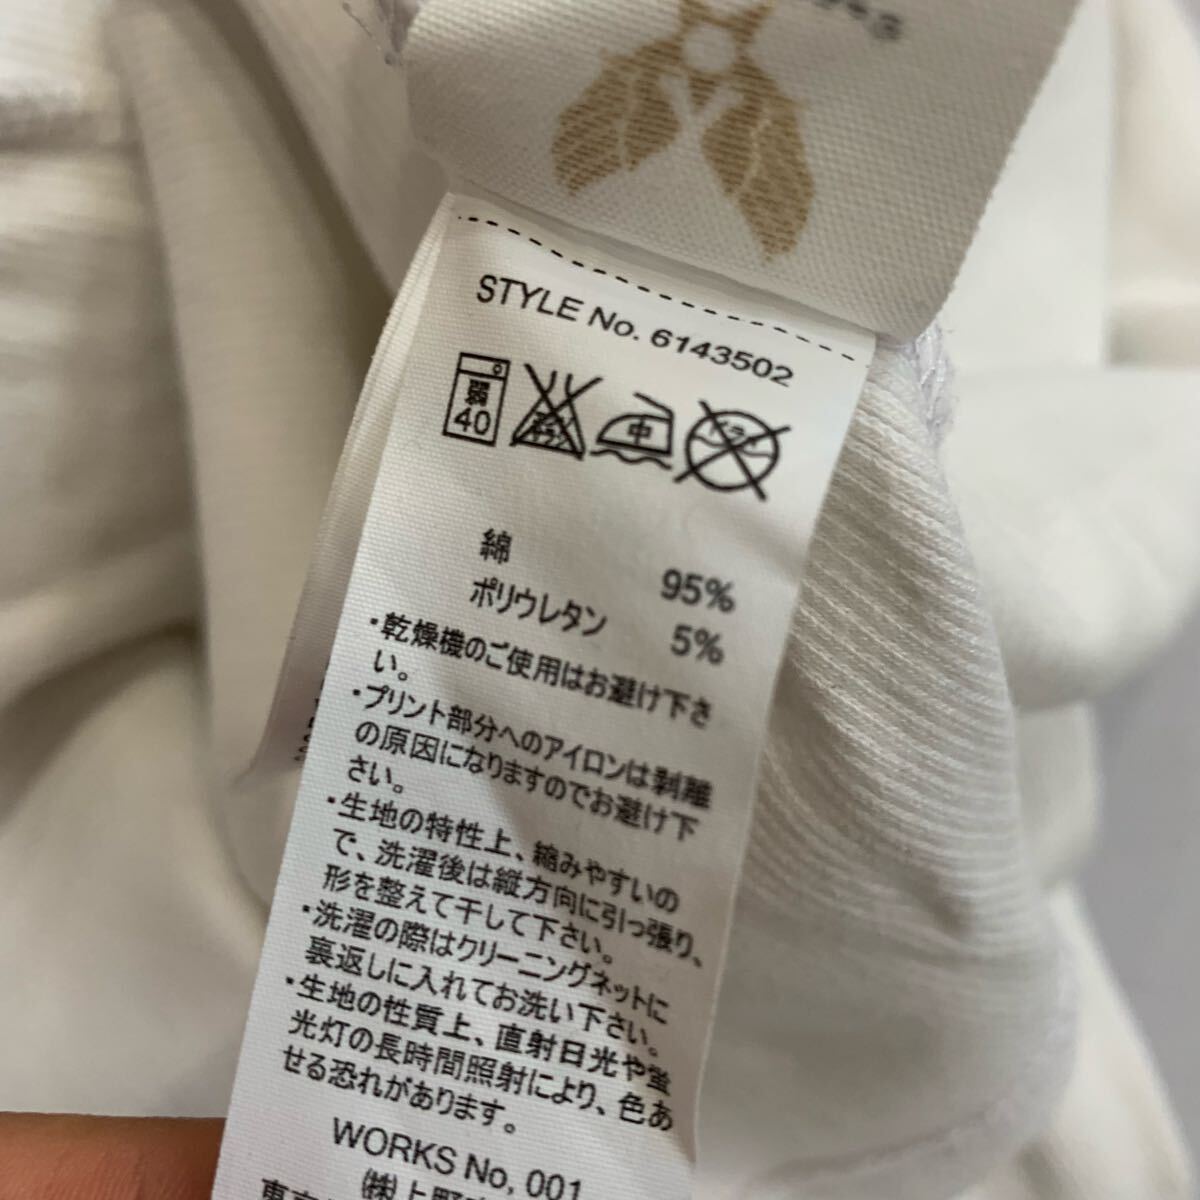 STYLE No. 6143502
弱
40
中
ドライ
綿 95%
ポリウレタン 5%
・乾燥機のご使用はお避け下さ
い。
・プリント部分へのアイロンは剥離
の原因になりますのでお避け下
さい。
・生地の特性上、縮みやすいの
で、洗濯後は縦方向に引っ張り、
形を整えて干して下さい。
・洗濯の際はクリーニングネットに
裏返しに入れてお洗い下さい。
・生地の性質上、直射日光や蛍
光灯の長時間照射により、色あ
せる恐れがあります。
WORKS No, 001
(株)上野